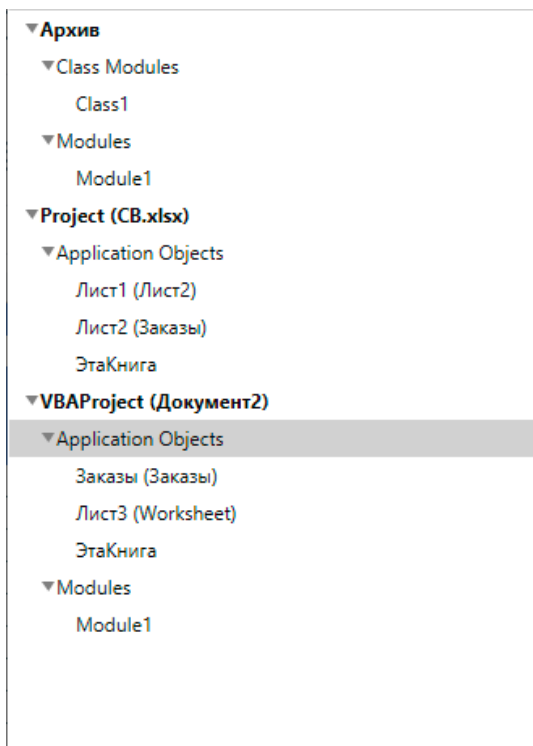 Архив
Class Modules
Class1
Modules
Module1
Project (CB.xlsx)
Application Objects
Лист1 (Лист2)
Лист2 (Заказы)
ЭтаКнига
VBAProject (Документ2)
Application Objects
Заказы (Заказы)
Лист3 (Worksheet)
ЭтаКнига
Modules
Module1